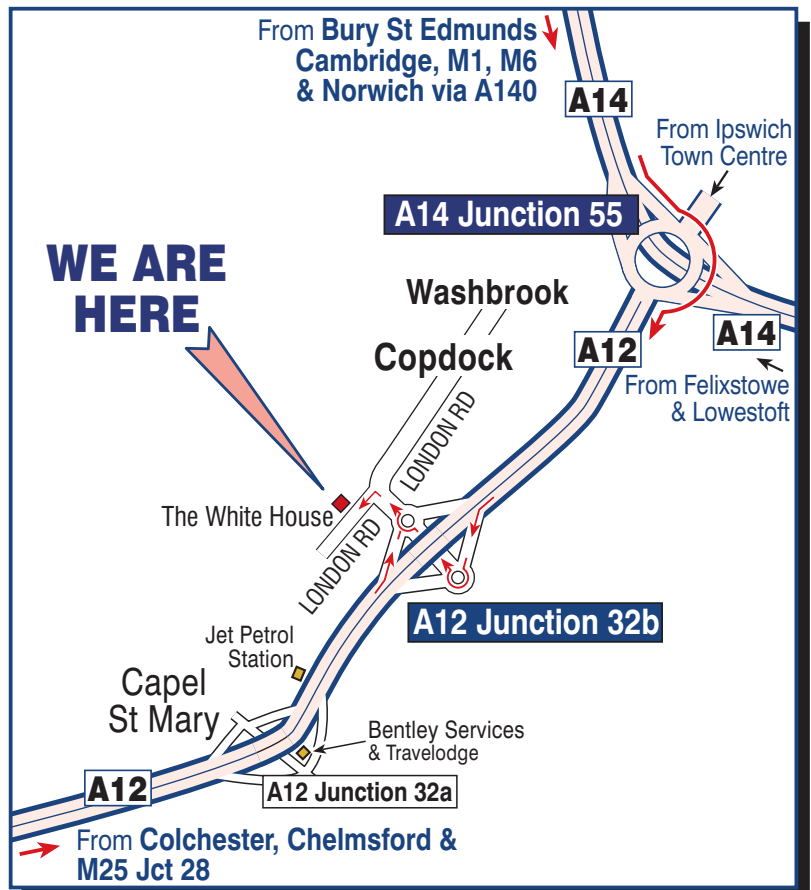 From Bury St Edmunds
Cambridge, M1, M6
& Norwich via A140
A14
From Ipswich
Town Centre
A14 Junction 55
WE ARE
HERE
Washbrook
A14
A12
Copdock
From Felixstowe
& Lowestoft
LONDON RD
The White House
LONDON RD
A12 Junction 32b
Jet Petrol
Station
Capel
St Mary
Bentley Services
& Travelodge
A12
A12 Junction 32a
From Colchester, Chelmsford &
M25 Jct 28